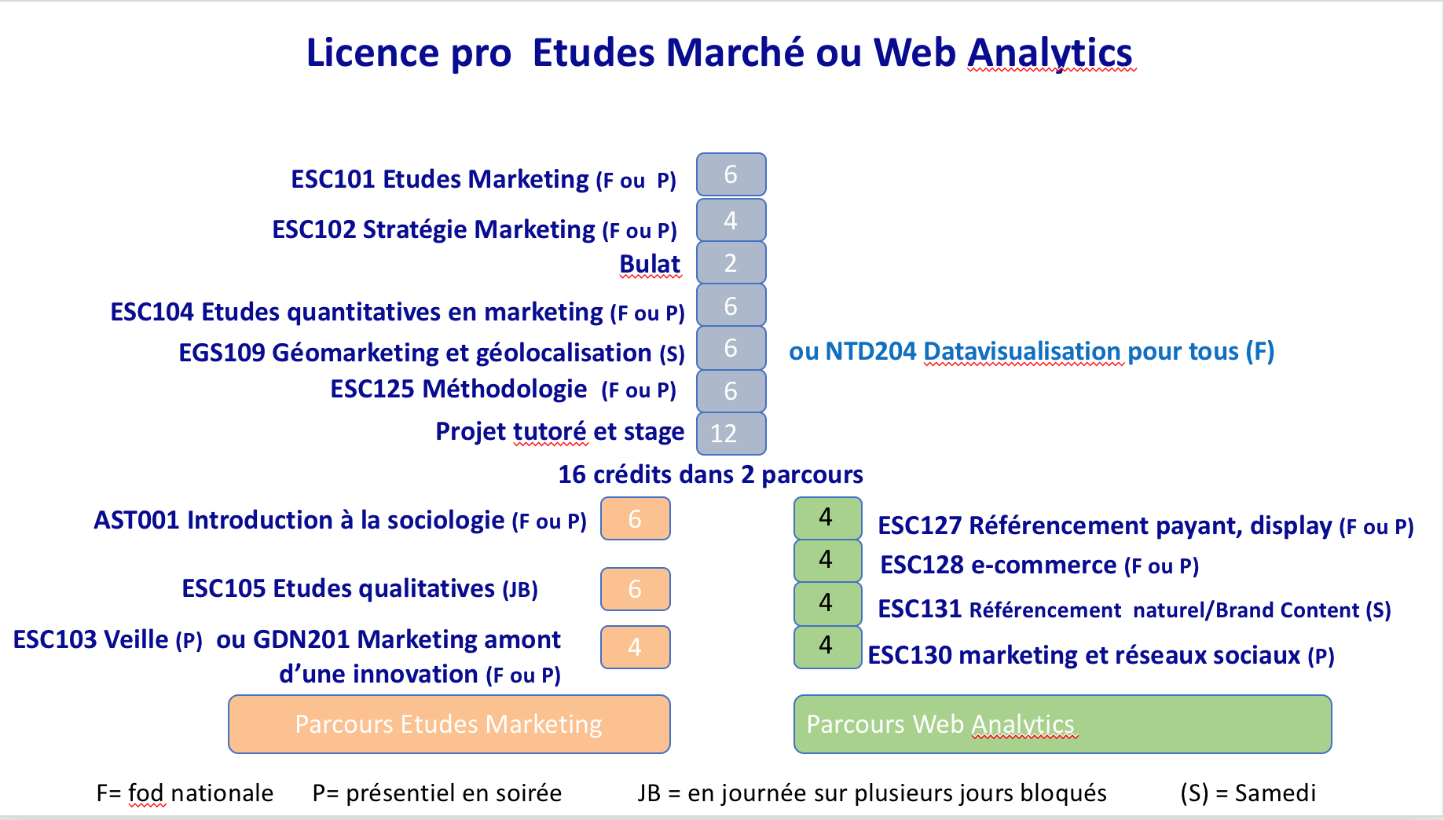 Licence pro Etudes Marché ou Web Analytics
ESC101 Etudes Marketing (F ou P) 6
ESC102 Stratégie Marketing (F ou P) 4
Bulat 2
ESC104 Etudes quantitatives en marketing (F ou P) 6
EGS109 Géomarketing et géolocalisation (S) 6 ou NTD204 Datavisualisation pour tous (F)
ESC125 Méthodologie (F ou P) 6
Projet tutoré et stage 12
16 crédits dans 2 parcours
AST001 Introduction à la sociologie (F ou P) 6
ESC105 Etudes qualitatives (JB) 6
ESC103 Veille (P) ou GDN201 Marketing amont 4
d’une innovation (F ou P)
Parcours Etudes Marketing
4 ESC127 Référencement payant, display (F ou P)
4 ESC128 e-commerce (F ou P)
4 ESC131 Référencement naturel/Brand Content (S)
4 ESC130 marketing et réseaux sociaux (P)
Parcours Web Analytics
F= fod nationale P= présentiel en soirée JB = en journée sur plusieurs jours bloqués (S) = Samedi